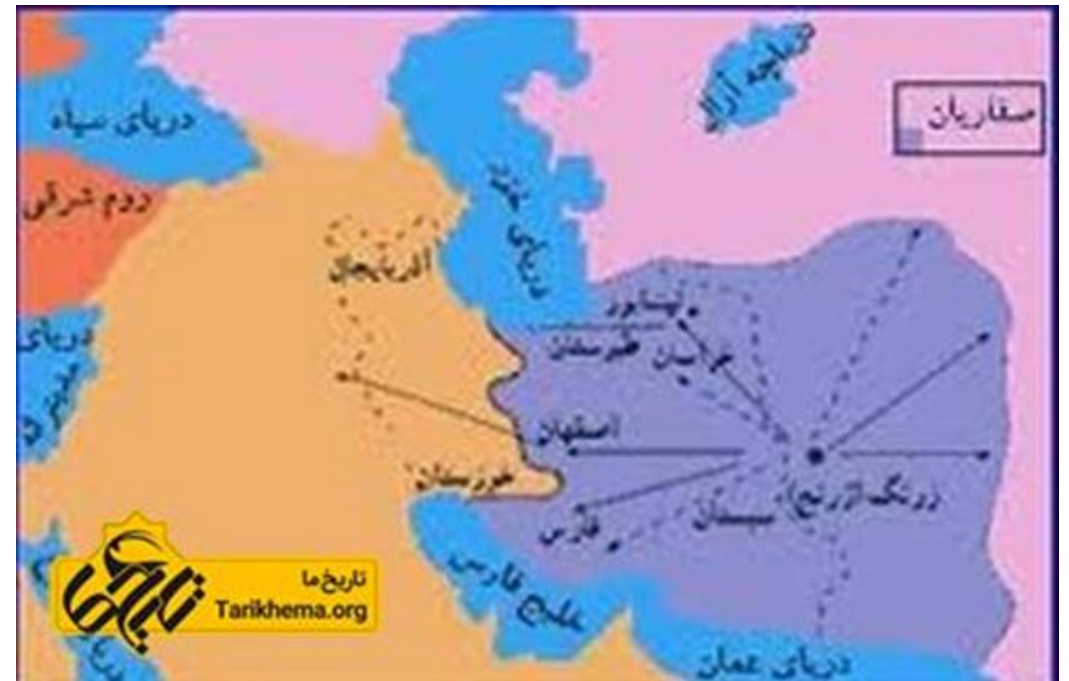 دریاچه آرال
صفاریان
دریای سیاه
دریای خزر
روم شرقی
آذربایجان
نیشابور
طبرستان
خراسان
دریای
اصفهان
خوزستان
زرنگ (زرنج)
سیستان
فارس
خلیج فارس
دریای عمان
تاریخ‌ما
Tarikhema.org